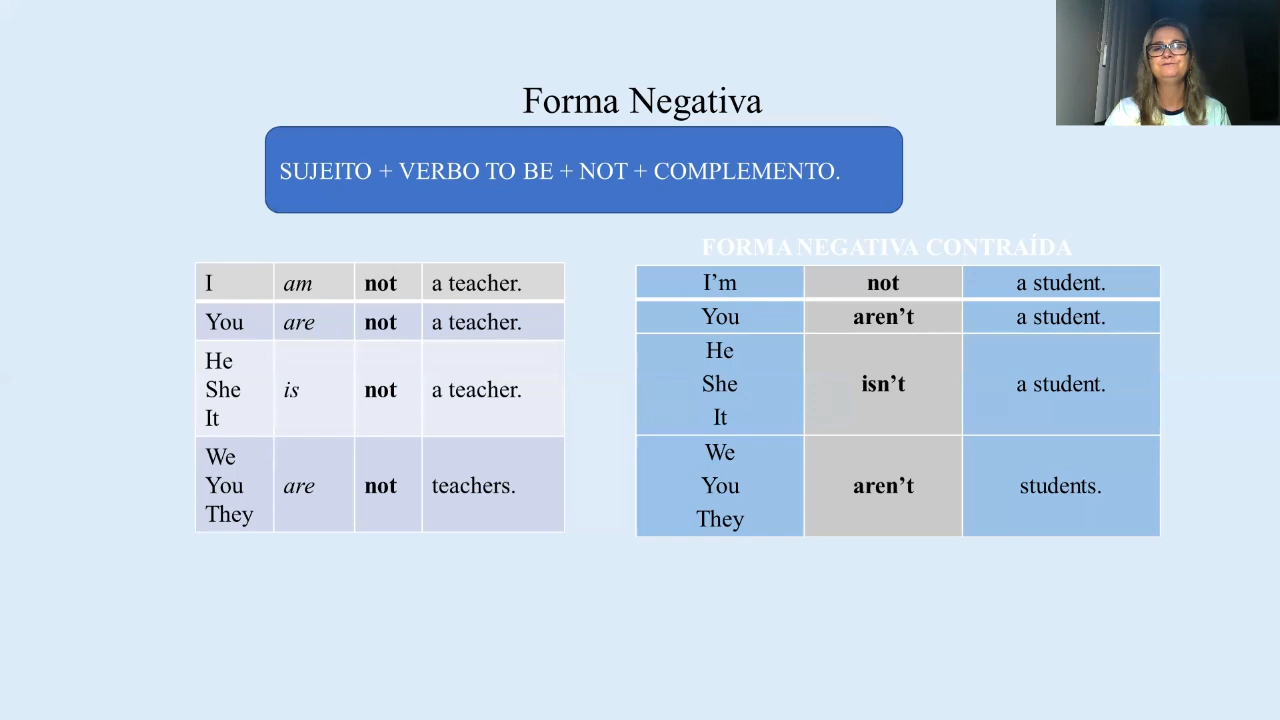 Forma Negativa
SUJEITO + VERBO TO BE + NOT + COMPLEMENTO.
I am not a teacher.
You are not a teacher.
He
She
It
is not a teacher.
We
You
They
are not teachers.
FORMA NEGATIVA CONTRAÍDA
I’m not a student.
You aren’t a student.
He
She
It
isn’t a student.
We
You
They
aren’t students.